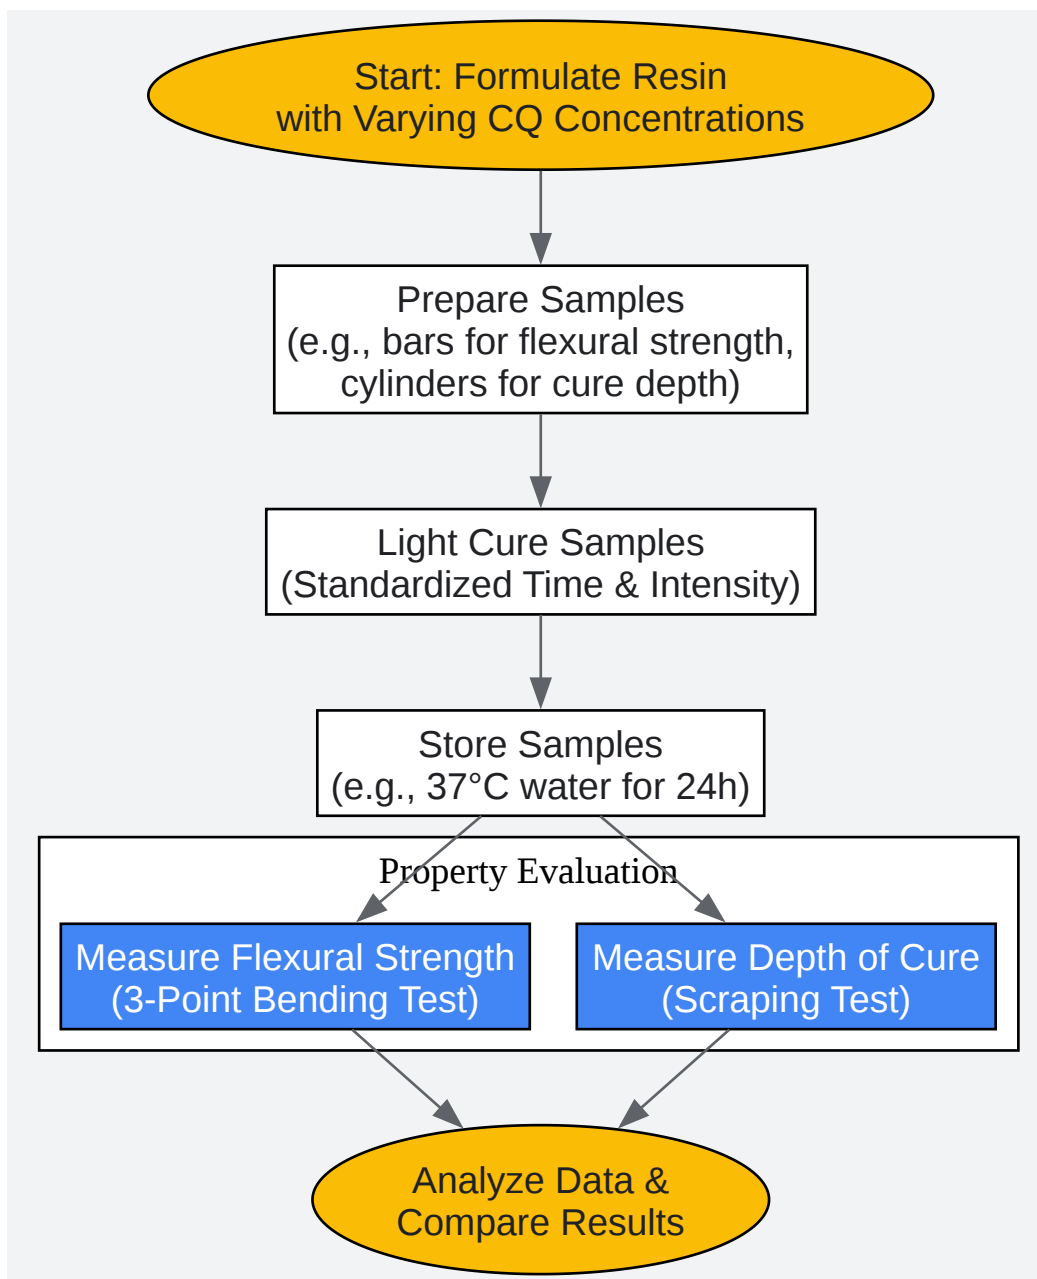 Start: Formulate Resin
with Varying CQ Concentrations
Prepare Samples
(e.g., bars for flexural strength,
cylinders for cure depth)
Light Cure Samples
(Standardized Time & Intensity)
Store Samples
(e.g., 37°C water for 24h)
Property Evaluation
Measure Flexural Strength
(3-Point Bending Test)
Measure Depth of Cure
(Scraping Test)
Analyze Data &
Compare Results